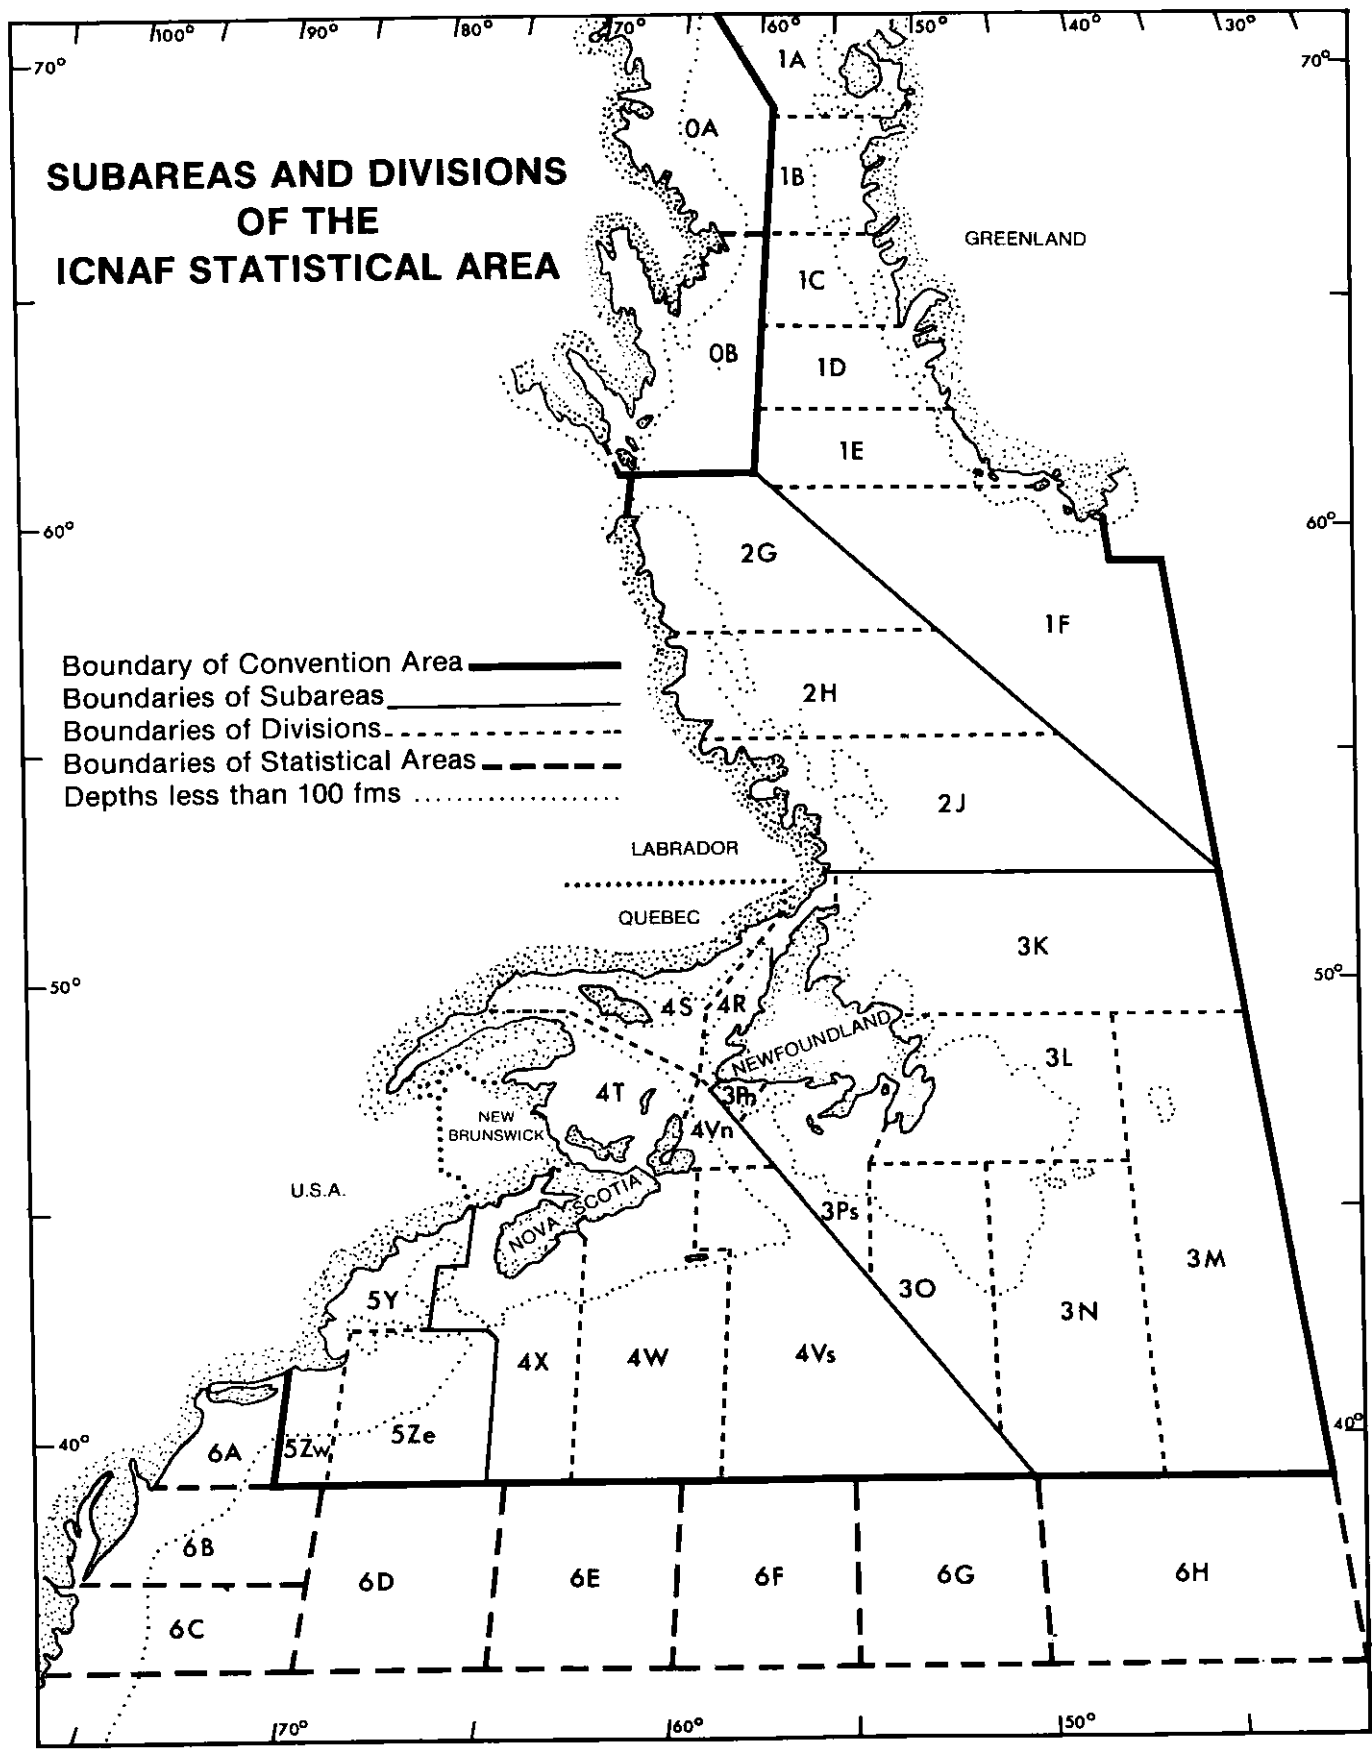 100° 90° 80° 70° 60° 50° 40° 30°
70° 70°
1A
0A
SUBAREAS AND DIVISIONS
OF THE
ICNAF STATISTICAL AREA
1B
GREENLAND
1C
0B
1D
1E
60° 60°
2G
1F
Boundary of Convention Area
Boundaries of Subareas
Boundaries of Divisions
Boundaries of Statistical Areas
Depths less than 100 fms
2H
2J
LABRADOR
QUEBEC
3K
50° 50°
4S 4R
NEWFOUNDLAND
3L
4T
3Pn
NEW
BRUNSWICK
4Vn
U.S.A.
NOVA SCOTIA
3Ps
3M
5Y
3O
3N
4X 4W 4Vs
40° 40°
6A 5Zw 5Ze
6B
6D 6E 6F 6G 6H
6C
70° 60° 50°